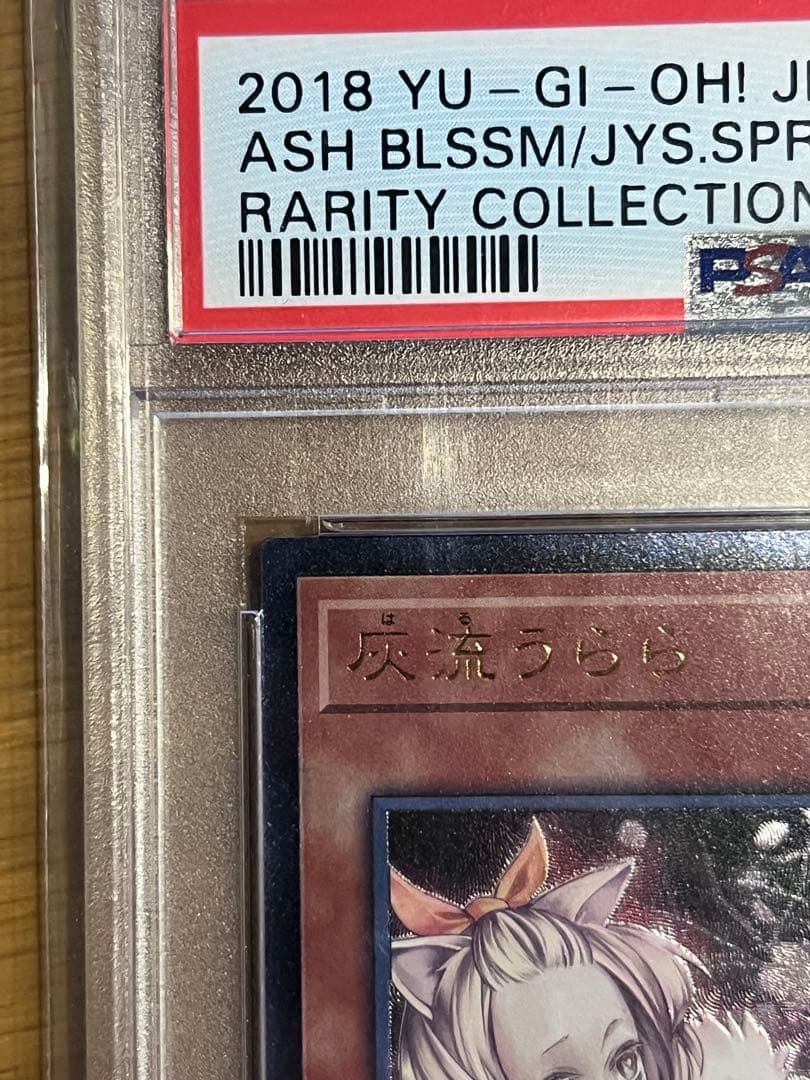 2018 YU-GI-OH! J
ASH BLSSM/JYS.SPR
RARITY COLLECTION
PSA
は る
灰流うらら